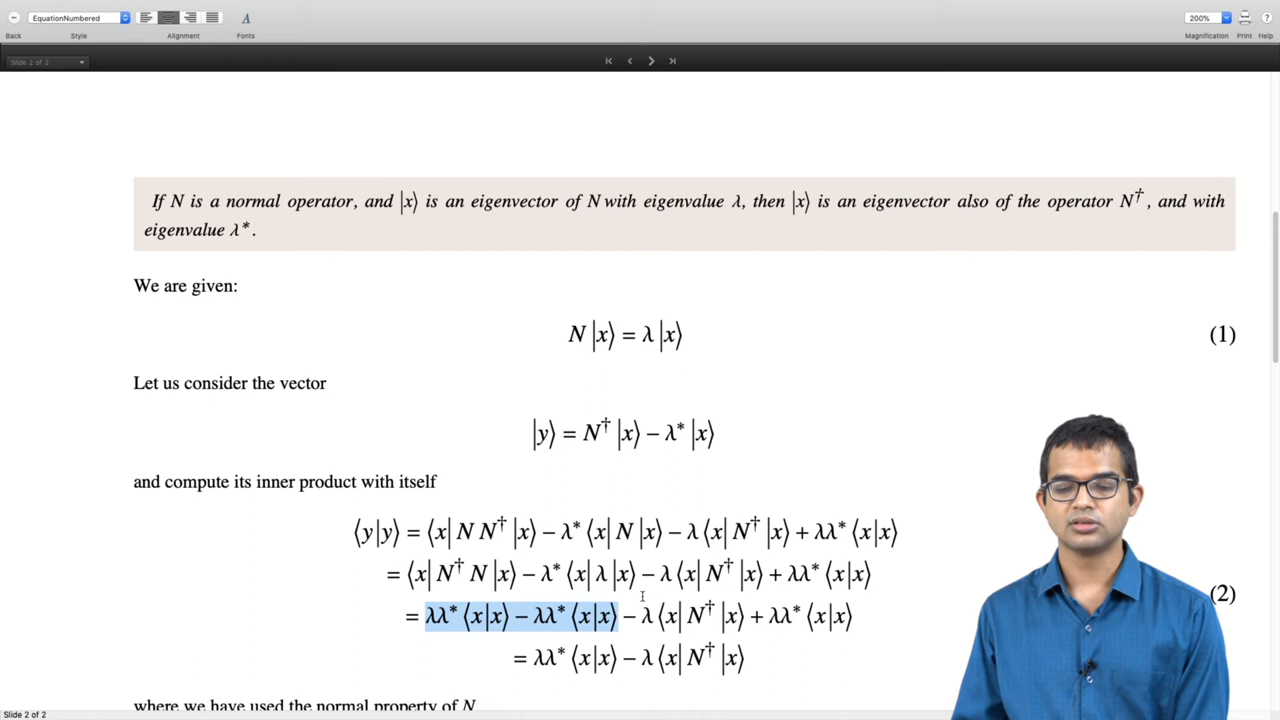 EquationNumbered
200%
Back
Style
Alignment
Fonts
Magnification
Print
Help
Slide 2 of 2
If N is a normal operator, and |x⟩ is an eigenvector of N with eigenvalue λ, then |x⟩ is an eigenvector also of the operator N†, and with
eigenvalue λ*.
We are given:
N |x⟩ = λ |x⟩ (1)
Let us consider the vector
|y⟩ = N† |x⟩ − λ* |x⟩
and compute its inner product with itself
⟨y|y⟩ = ⟨x| N N† |x⟩ − λ* ⟨x| N |x⟩ − λ ⟨x| N† |x⟩ + λλ* ⟨x|x⟩
= ⟨x| N† N |x⟩ − λ* ⟨x| λ |x⟩ − λ ⟨x| N† |x⟩ + λλ* ⟨x|x⟩
(2)
= λλ* ⟨x|x⟩ − λλ* ⟨x|x⟩ − λ ⟨x| N† |x⟩ + λλ* ⟨x|x⟩
= λλ* ⟨x|x⟩ − λ ⟨x| N† |x⟩
where we have used the normal property of N
Slide 2 of 2